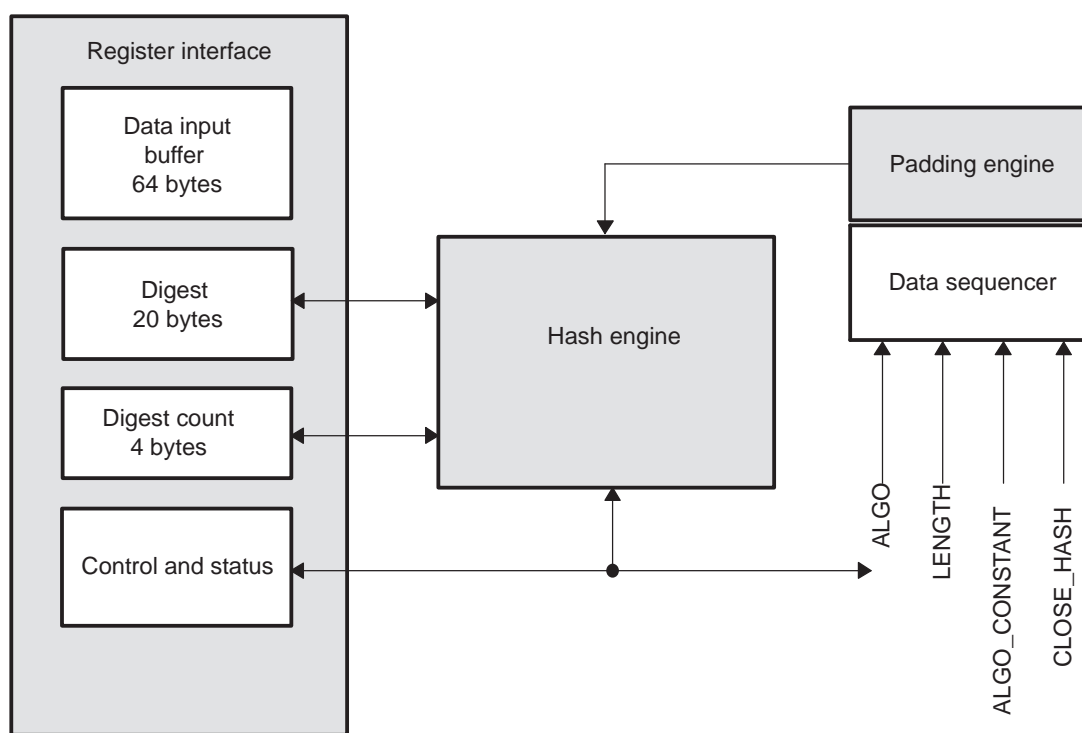 Register interface
Data input
buffer
64 bytes
Digest
20 bytes
Digest count
4 bytes
Control and status
Hash engine
Padding engine
Data sequencer
ALGO
LENGTH
ALGO_CONSTANT
CLOSE_HASH